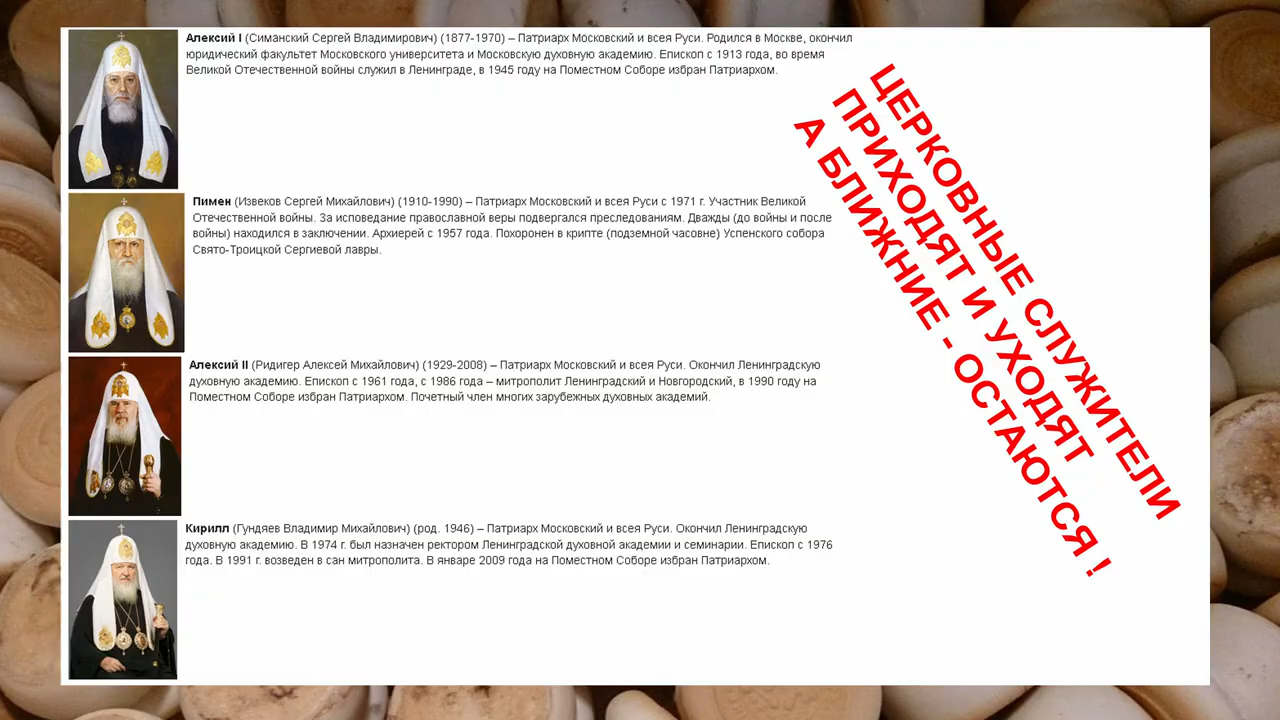 Алексий I (Симанский Сергей Владимирович) (1877-1970) – Патриарх Московский и всея Руси. Родился в Москве, окончил
юридический факультет Московского университета и Московскую духовную академию. Епископ с 1913 года, во время
Великой Отечественной войны служил в Ленинграде, в 1945 году на Поместном Соборе избран Патриархом.
Пимен (Извеков Сергей Михайлович) (1910-1990) – Патриарх Московский и всея Руси с 1971 г. Участник Великой
Отечественной войны. За исповедание православной веры подвергался преследованиям. Дважды (до войны и после
войны) находился в заключении. Архиерей с 1957 года. Похоронен в крипте (подземной часовне) Успенского собора
Свято-Троицкой Сергиевой лавры.
Алексий II (Ридигер Алексей Михайлович) (1929-2008) – Патриарх Московский и всея Руси. Окончил Ленинградскую
духовную академию. Епископ с 1961 года, с 1986 года – митрополит Ленинградский и Новгородский, в 1990 году на
Поместном Соборе избран Патриархом. Почетный член многих зарубежных духовных академий.
Кирилл (Гундяев Владимир Михайлович) (род. 1946) – Патриарх Московский и всея Руси. Окончил Ленинградскую
духовную академию. В 1974 г. был назначен ректором Ленинградской духовной академии и семинарии. Епископ с 1976
года. В 1991 г. возведен в сан митрополита. В январе 2009 года на Поместном Соборе избран Патриархом.
ЦЕРКОВНЫЕ СЛУЖИТЕЛИ
ПРИХОДЯТ И УХОДЯТ
А БЛИЖНИЕ - ОСТАЮТСЯ !